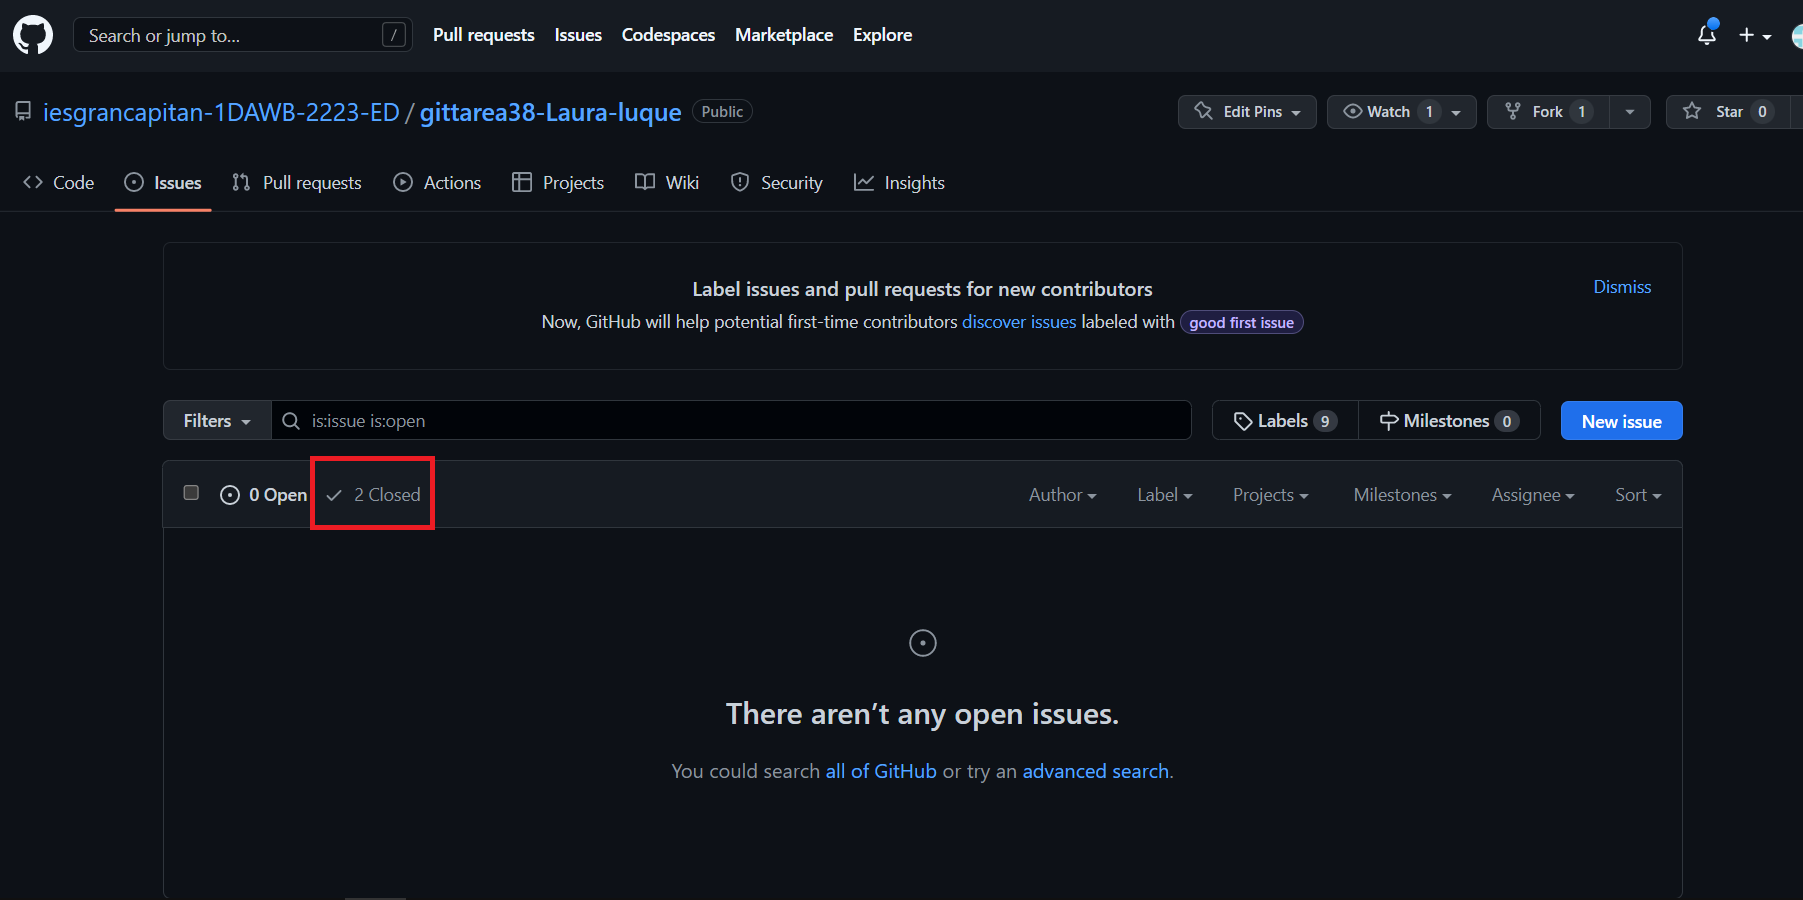 Search or jump to... / Pull requests Issues Codespaces Marketplace Explore
iesgrancapitan-1DAWB-2223-ED / gittarea38-Laura-luque Public Edit Pins Watch 1 Fork 1 Star 0
Code Issues Pull requests Actions Projects Wiki Security Insights
Label issues and pull requests for new contributors Dismiss
Now, GitHub will help potential first-time contributors discover issues labeled with good first issue
Filters is:issue is:open Labels 9 Milestones 0 New issue
0 Open 2 Closed Author Label Projects Milestones Assignee Sort
There aren’t any open issues.
You could search all of GitHub or try an advanced search.